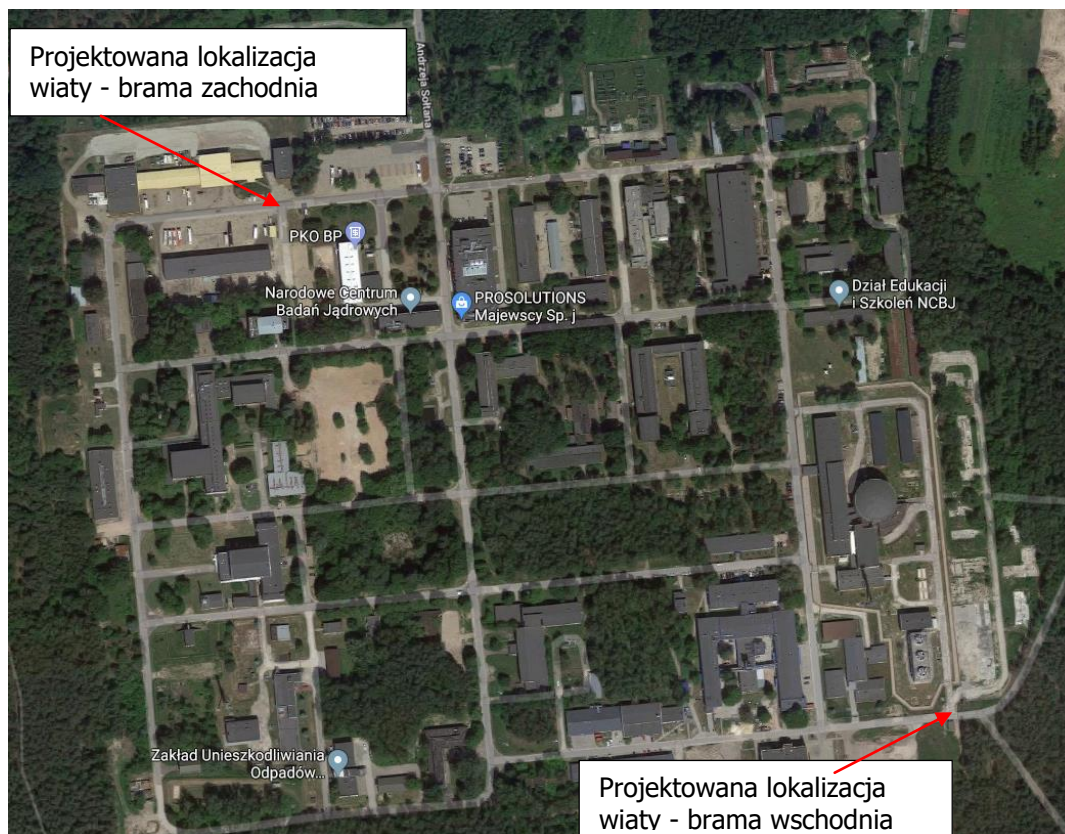 Projektowana lokalizacja
wiaty - brama zachodnia
Andrzeja Sołtana
PKO BP
Narodowe Centrum
Badań Jądrowych
PROSOLUTIONS
Majewscy Sp. j
Dział Edukacji
i Szkoleń NCBJ
Zakład Unieszkodliwiania
Odpadów...
Projektowana lokalizacja
wiaty - brama wschodnia